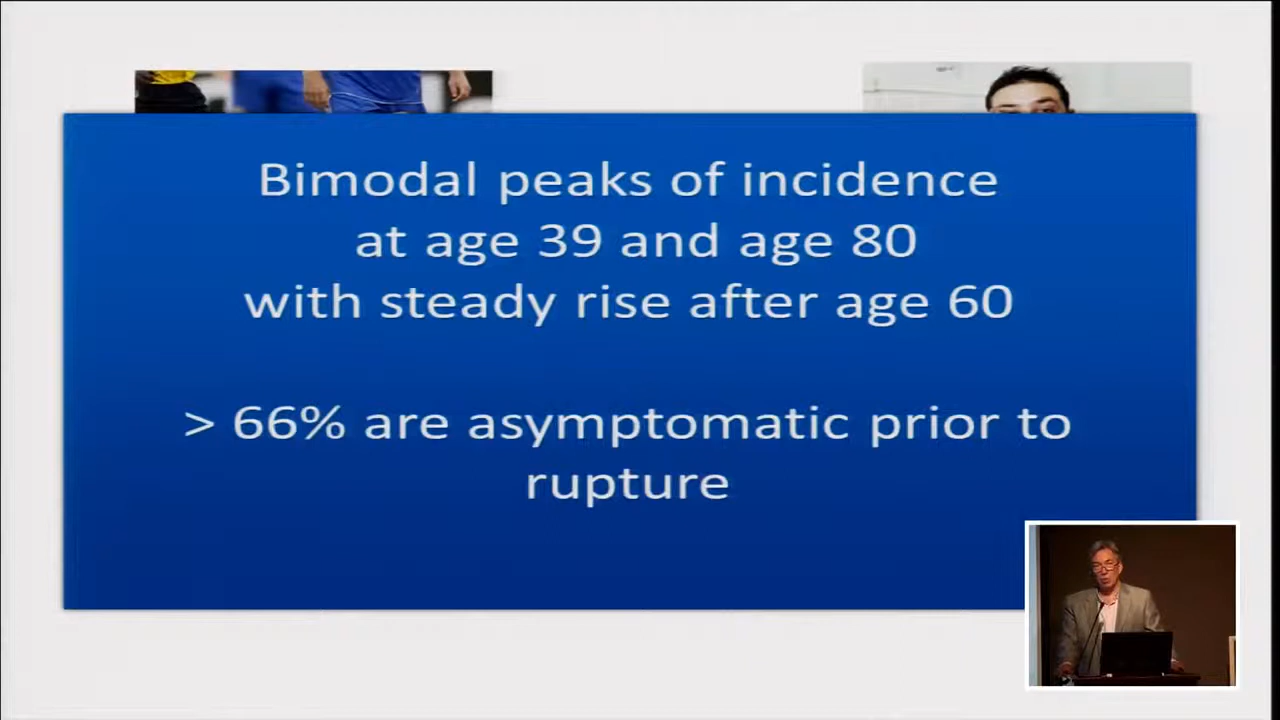 Bimodal peaks of incidence
at age 39 and age 80
with steady rise after age 60
> 66% are asymptomatic prior to
rupture